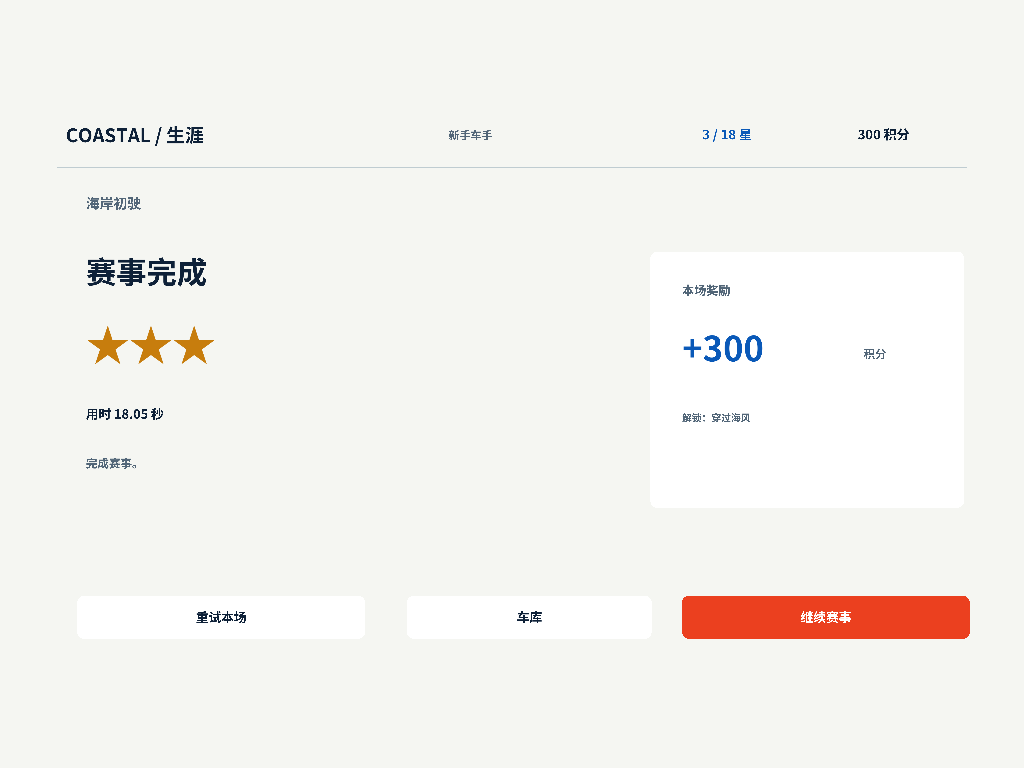 COASTAL / 生涯
新手车手
3 / 18 星
300 积分
海岸初驶
赛事完成
★★★
用时 18.05 秒
完成赛事。
本场奖励
+300 积分
解锁：穿过海风
重试本场
车库
继续赛事